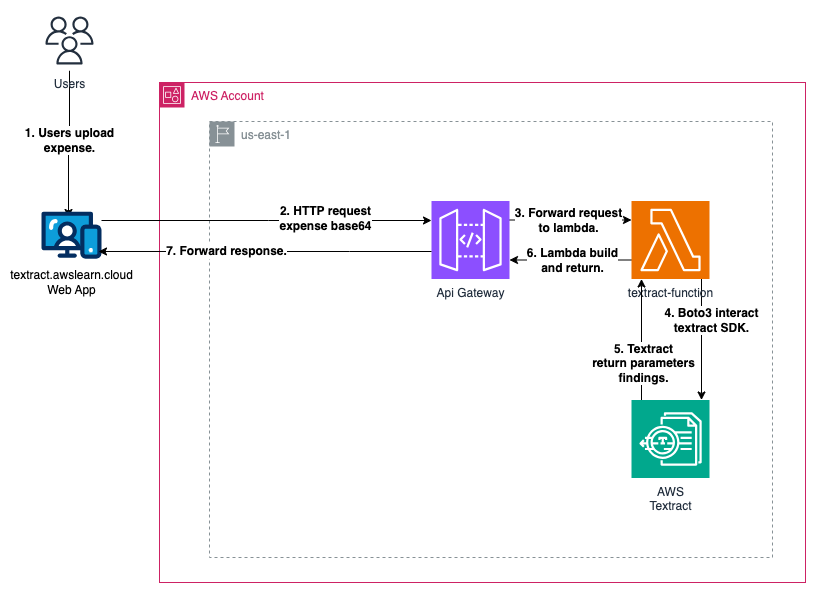 Users
AWS Account
1. Users upload
expense.
us-east-1
2. HTTP request
expense base64
3. Forward request
to lambda.
7. Forward response.
6. Lambda build
and return.
textract.awslearn.cloud
Web App
Api Gateway
textract-function
4. Boto3 interact
textract SDK.
5. Textract
return parameters
findings.
AWS
Textract